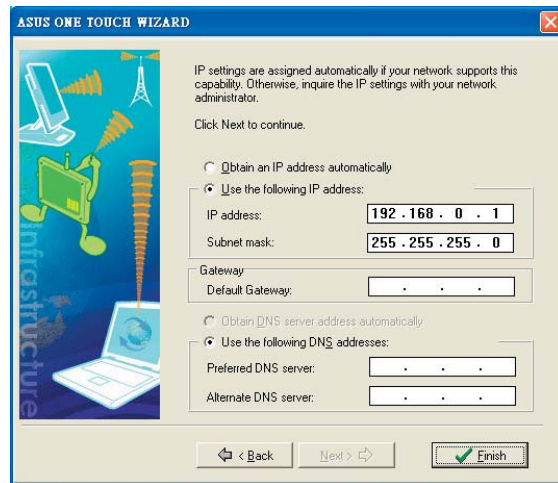 ASUS ONE TOUCH WIZARD
IP settings are assigned automatically if your network supports this
capability. Otherwise, inquire the IP settings with your network
administrator.
Click Next to continue.
Obtain an IP address automatically
Use the following IP address:
IP address: 192 . 168 . 0 . 1
Subnet mask: 255 . 255 . 255 . 0
Gateway
Default Gateway: . . .
Obtain DNS server address automatically
Use the following DNS addresses:
Preferred DNS server: . . .
Alternate DNS server: . . .
Infrastructure
< Back
Next >
Finish